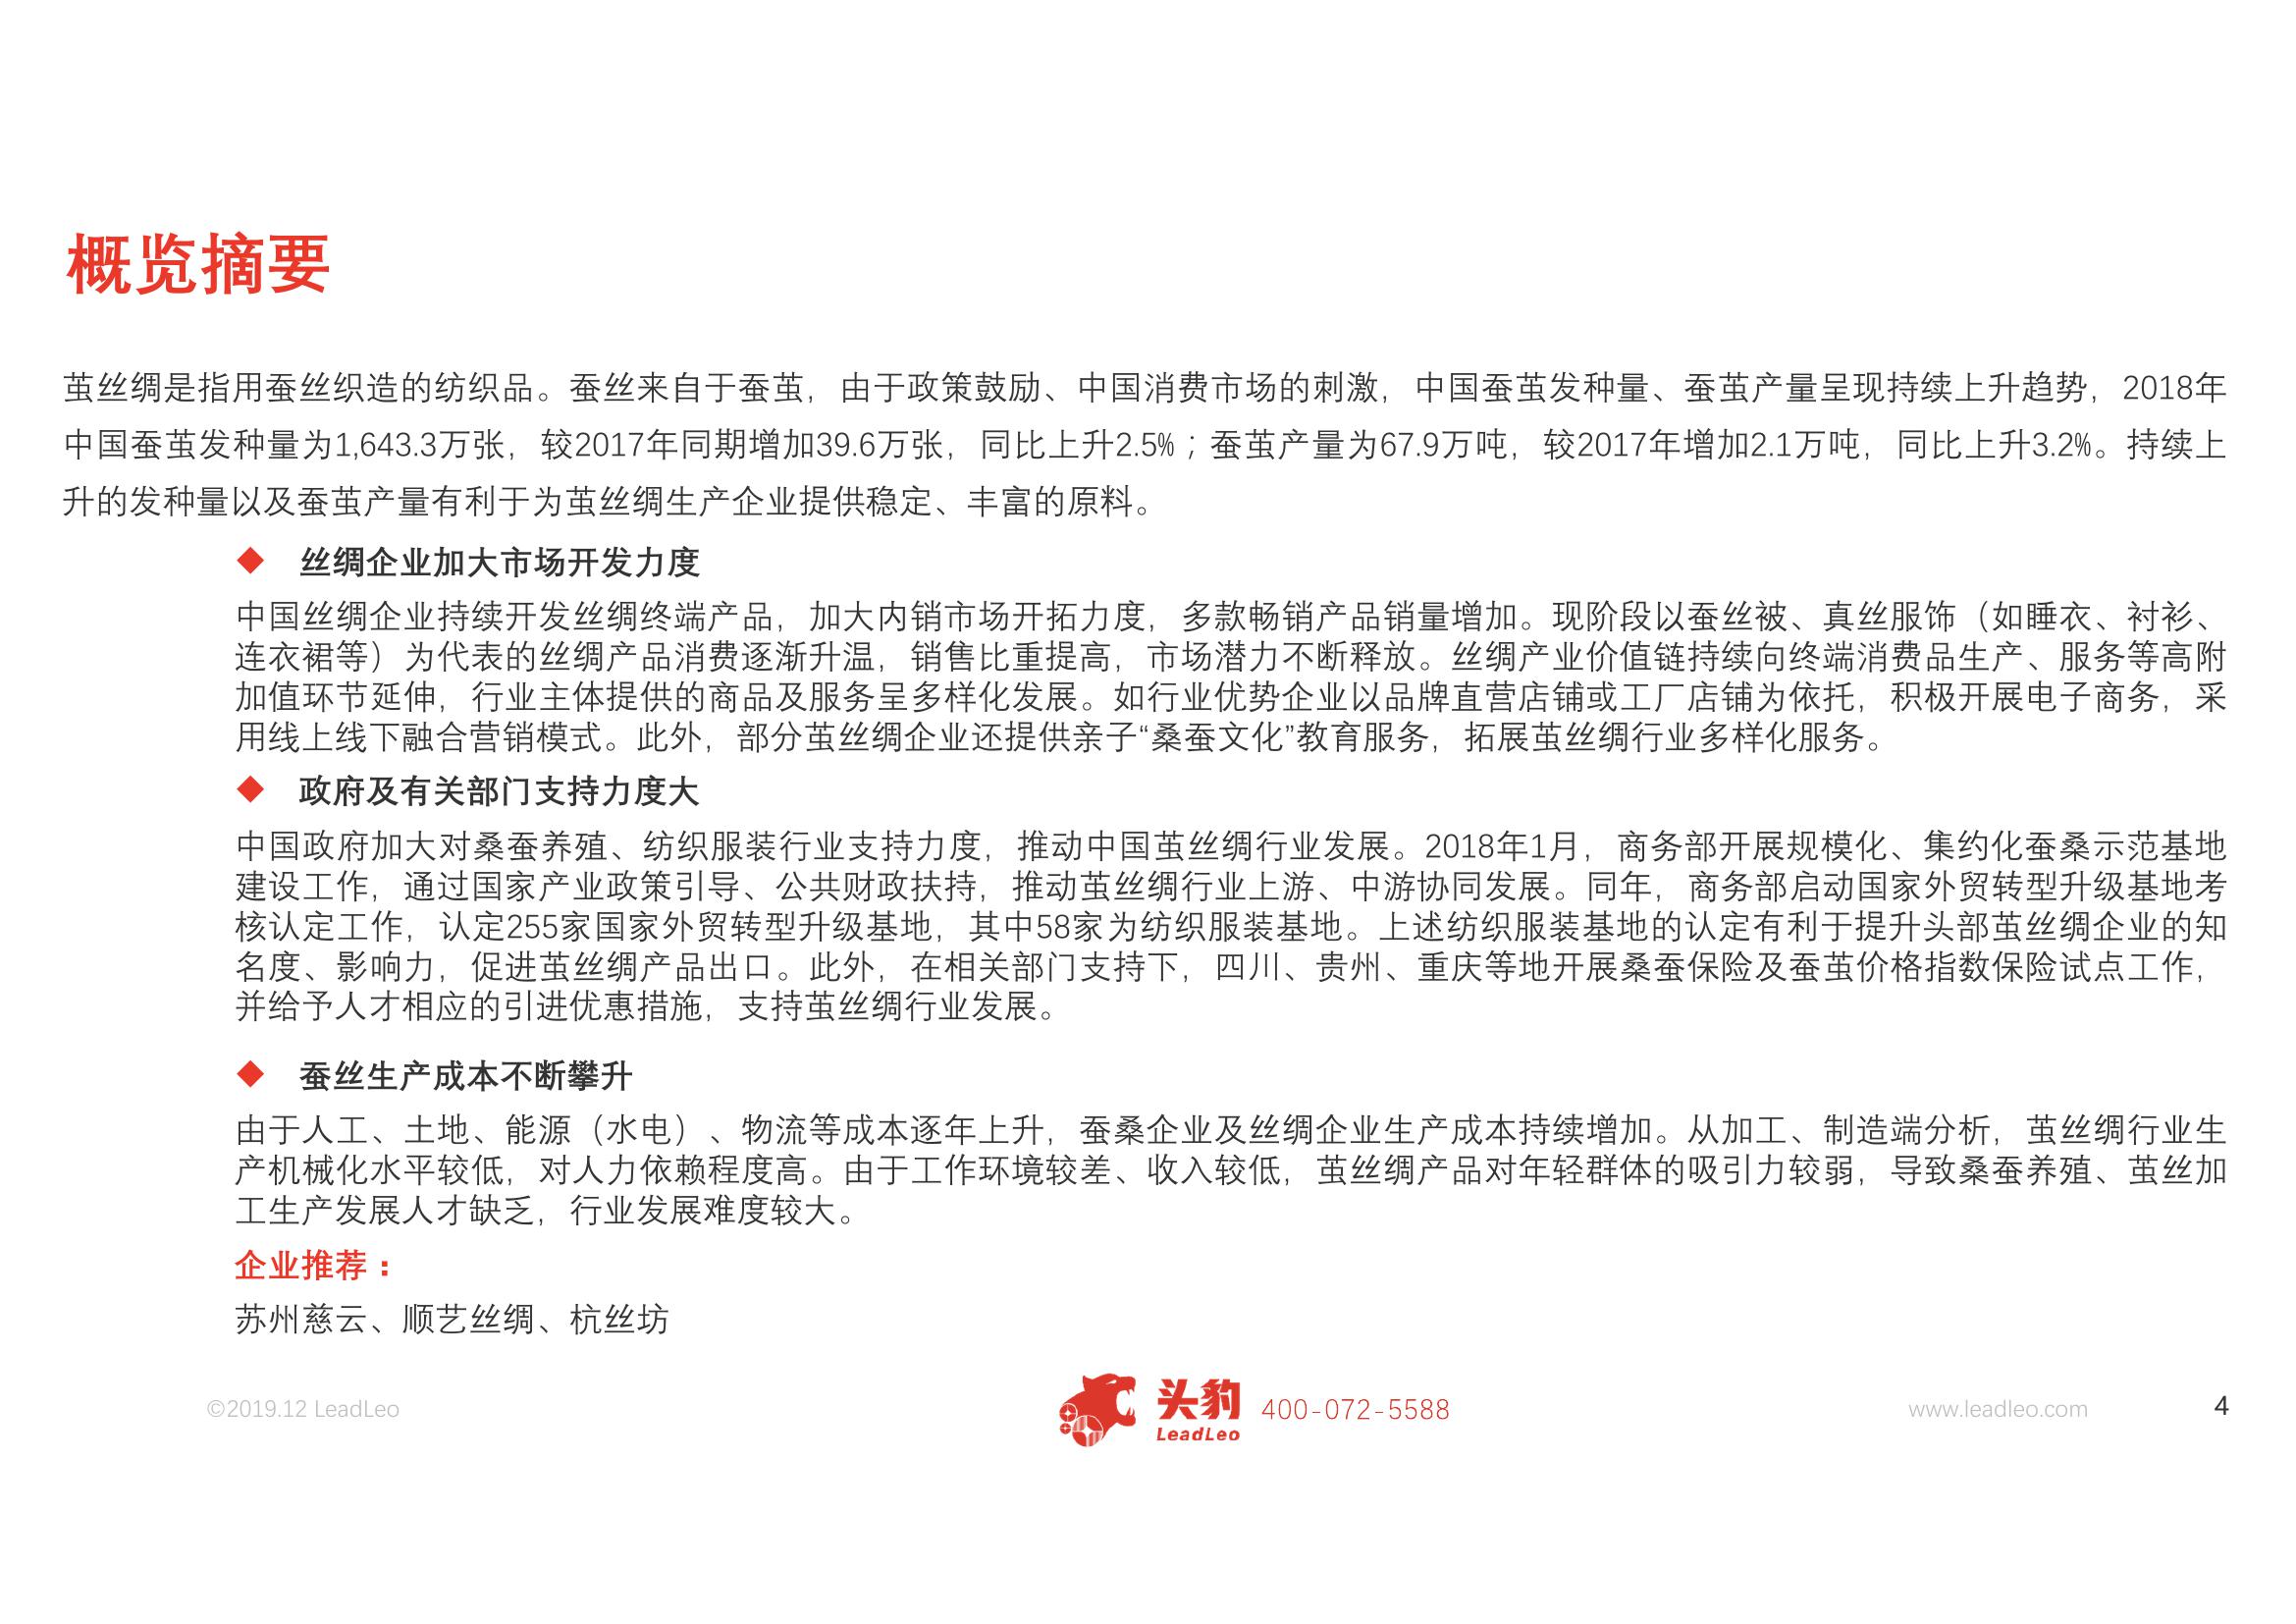 概览摘要
茧丝绸是指用蚕丝织造的纺织品。蚕丝来自于蚕茧，由于政策鼓励、中国消费市场的刺激，中国蚕茧发种量、蚕茧产量呈现持续上升趋势，2018年
中国蚕茧发种量为1,643.3万张，较2017年同期增加39.6万张，同比上升2.5%；蚕茧产量为67.9万吨，较2017年增加2.1万吨，同比上升3.2%。持续上
升的发种量以及蚕茧产量有利于为茧丝绸生产企业提供稳定、丰富的原料。
◆ 丝绸企业加大市场开发力度
中国丝绸企业持续开发丝绸终端产品，加大内销市场开拓力度，多款畅销产品销量增加。现阶段以蚕丝被、真丝服饰（如睡衣、衬衫、
连衣裙等）为代表的丝绸产品消费逐渐升温，销售比重提高，市场潜力不断释放。丝绸产业价值链持续向终端消费品生产、服务等高附
加值环节延伸，行业主体提供的商品及服务呈多样化发展。如行业优势企业以品牌直营店铺或工厂店铺为依托，积极开展电子商务，采
用线上线下融合营销模式。此外，部分茧丝绸企业还提供亲子“桑蚕文化”教育服务，拓展茧丝绸行业多样化服务。
◆ 政府及有关部门支持力度大
中国政府加大对桑蚕养殖、纺织服装行业支持力度，推动中国茧丝绸行业发展。2018年1月，商务部开展规模化、集约化蚕桑示范基地
建设工作，通过国家产业政策引导、公共财政扶持，推动茧丝绸行业上游、中游协同发展。同年，商务部启动国家外贸转型升级基地考
核认定工作，认定255家国家外贸转型升级基地，其中58家为纺织服装基地。上述纺织服装基地的认定有利于提升头部茧丝绸企业的知
名度、影响力，促进茧丝绸产品出口。此外，在相关部门支持下，四川、贵州、重庆等地开展桑蚕保险及蚕茧价格指数保险试点工作，
并给予人才相应的引进优惠措施，支持茧丝绸行业发展。
◆ 蚕丝生产成本不断攀升
由于人工、土地、能源（水电）、物流等成本逐年上升，蚕桑企业及丝绸企业生产成本持续增加。从加工、制造端分析，茧丝绸行业生
产机械化水平较低，对人力依赖程度高。由于工作环境较差、收入较低，茧丝绸产品对年轻群体的吸引力较弱，导致桑蚕养殖、茧丝加
工生产发展人才缺乏，行业发展难度较大。
企业推荐：
苏州慈云、顺艺丝绸、杭丝坊
©2019.12 LeadLeo
头豹
LeadLeo
400-072-5588
www.leadleo.com
4